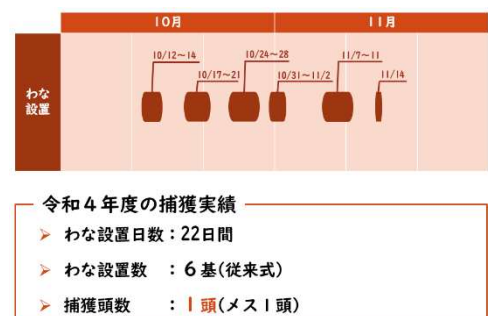 10月 11月
10/12～14 10/24～28 11/7～11
10/17～21 10/31～11/2 11/14
わな
設置
令和4年度の捕獲実績
➢ わな設置日数：22日間
➢ わな設置数 ：6基(従来式)
➢ 捕獲頭数 ：1頭(メス1頭)